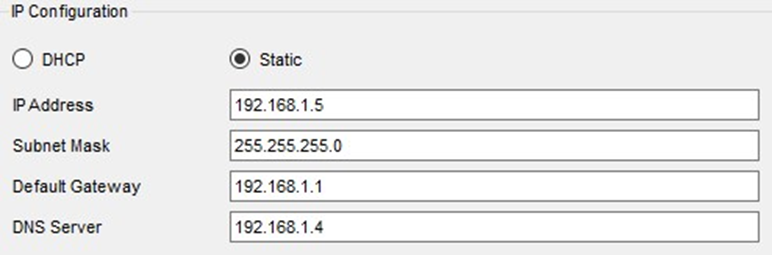 IP Configuration
DHCP Static
IP Address 192.168.1.5
Subnet Mask 255.255.255.0
Default Gateway 192.168.1.1
DNS Server 192.168.1.4